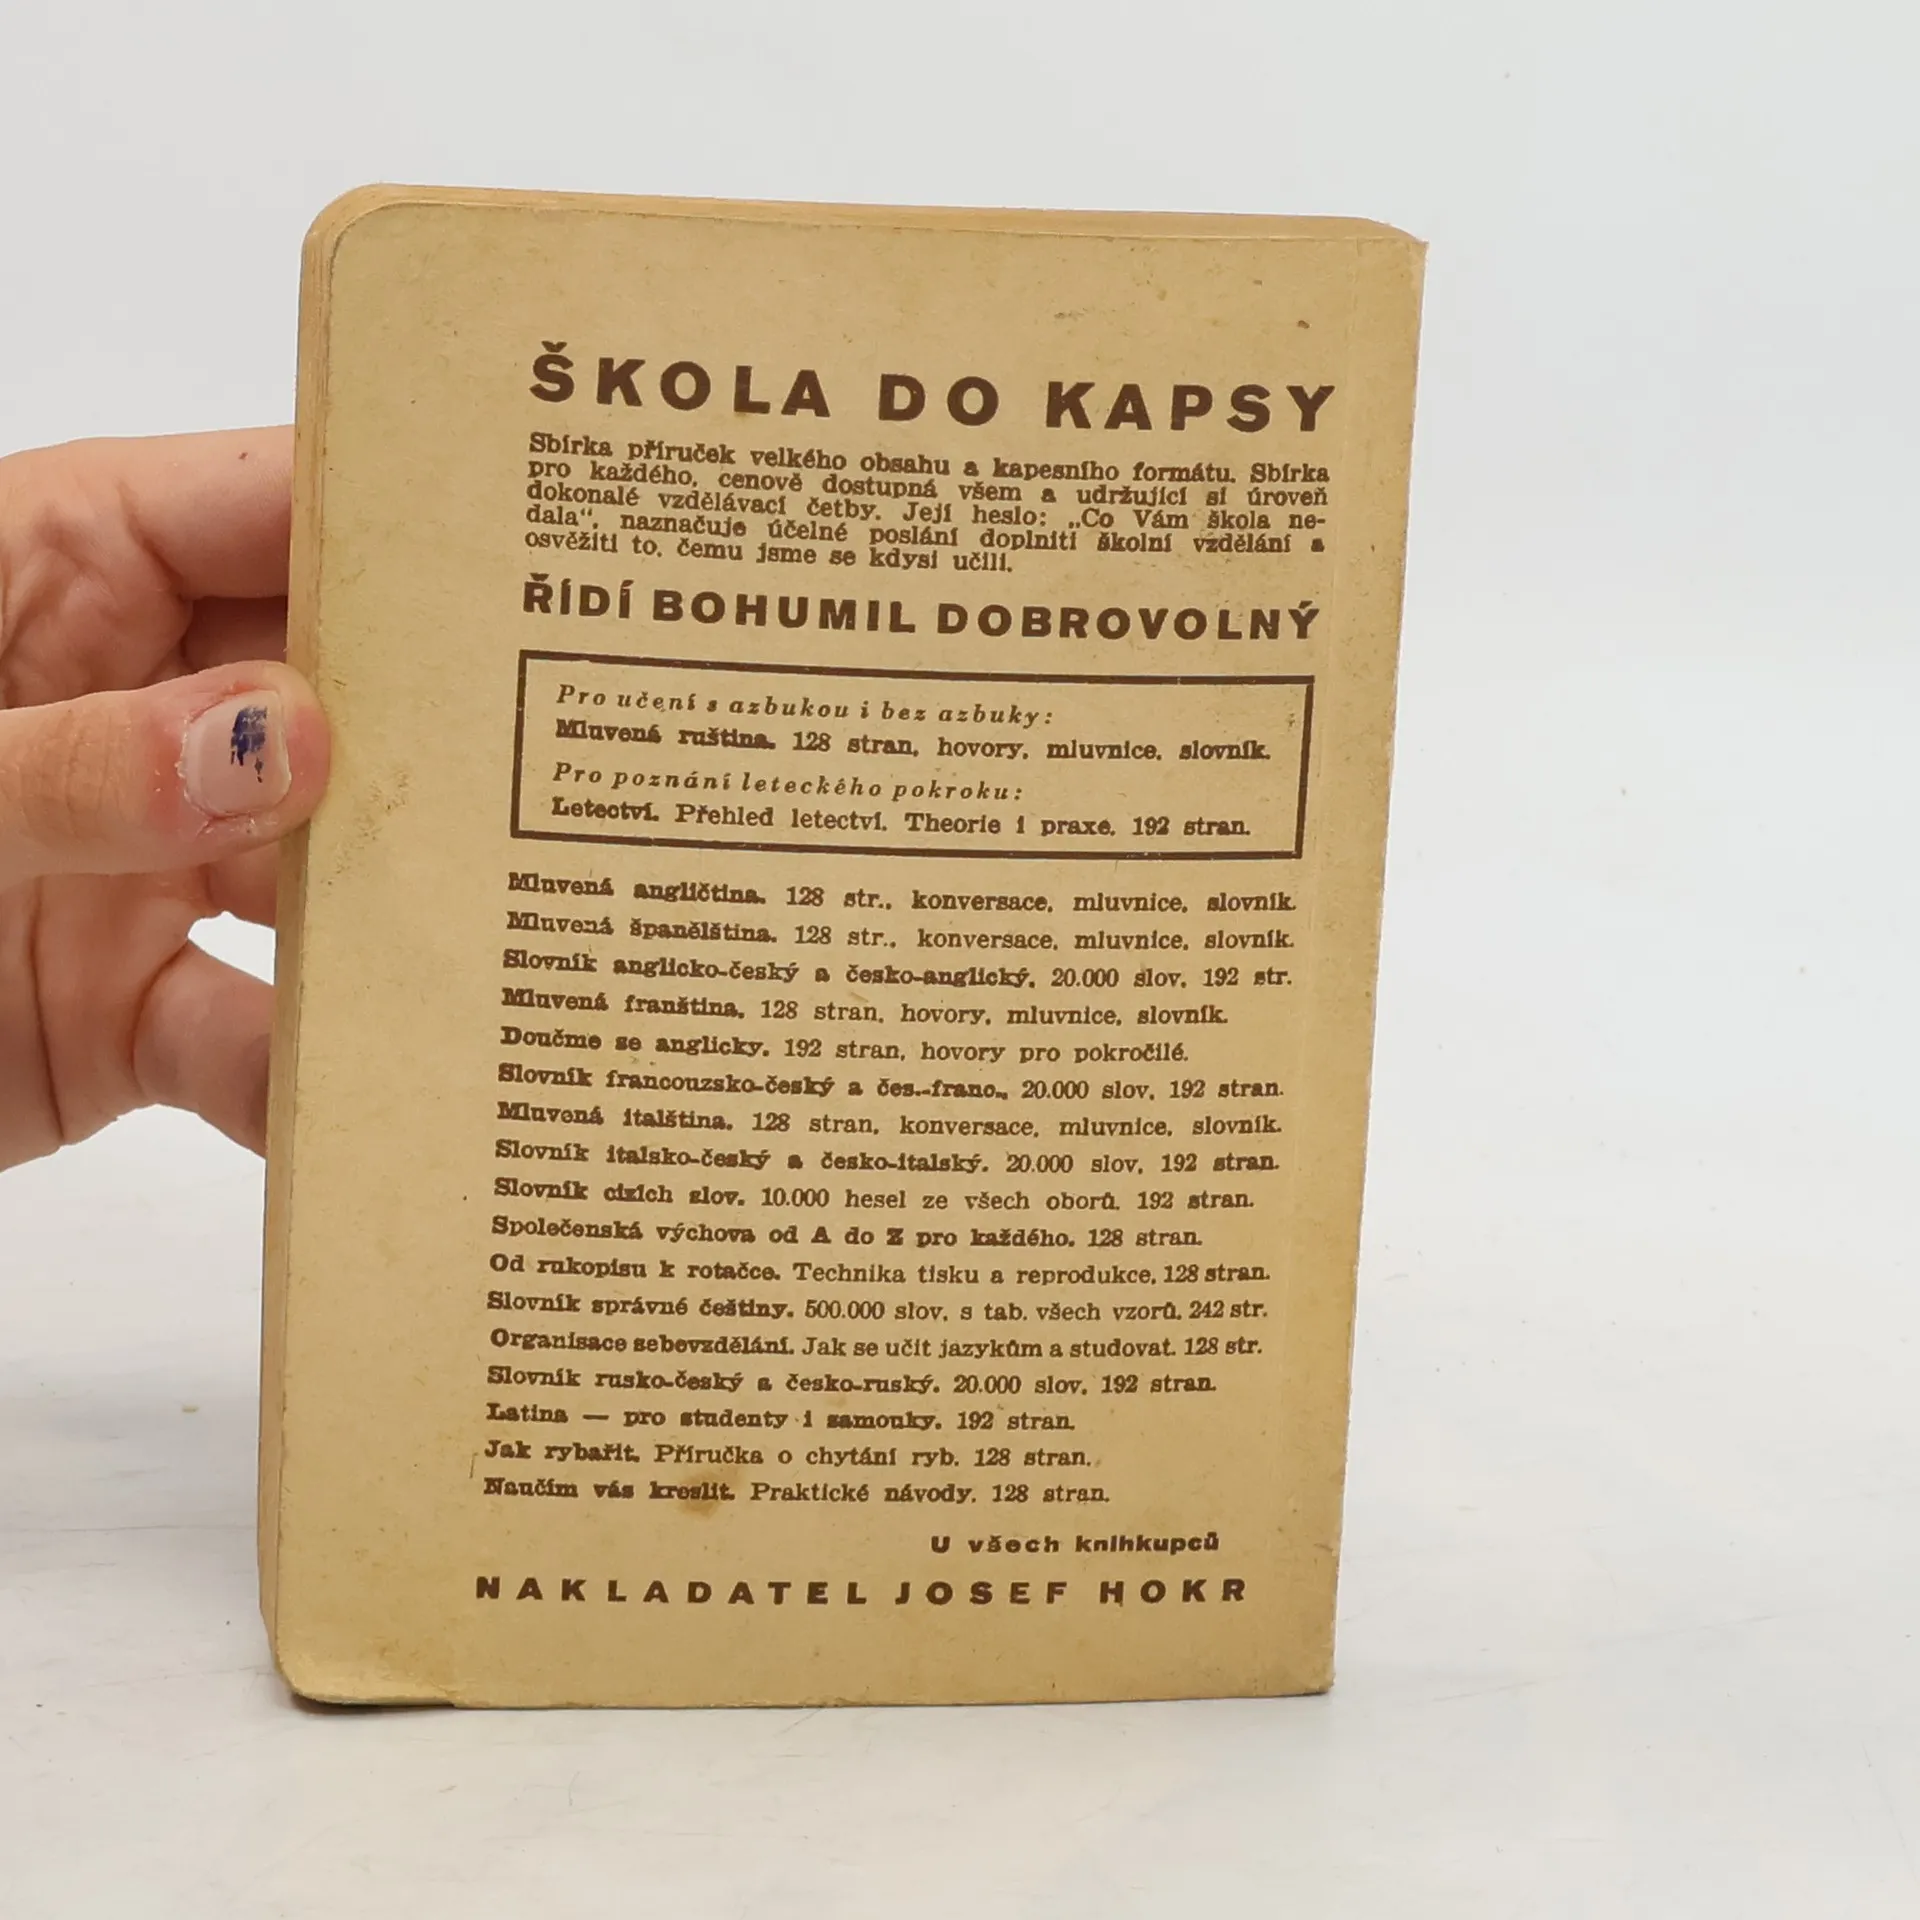 ŠKOLA DO KAPSY
Sbírka příruček velkého obsahu a kapesního formátu. Sbírka
pro každého, cenově dostupná všem a udržující si úroveň
dokonalé vzdělávací četby. Její heslo: „Co Vám škola ne-
dala“, naznačuje účelné poslání doplniti školní vzdělání a
osvěžiti to, čemu jsme se kdysi učili.
ŘÍDÍ BOHUMIL DOBROVOLNÝ
Pro učení s azbukou i bez azbuky:
Mluvená ruština. 128 stran, hovory, mluvnice, slovník.
Pro poznání leteckého pokroku:
Letectví. Přehled letectví. Theorie i praxe. 192 stran.
Mluvená angličtina. 128 str., konversace, mluvnice, slovník.
Mluvená španělština. 128 str., konversace, mluvnice, slovník.
Slovník anglicko-český a česko-anglický, 20.000 slov, 192 str.
Mluvená franština, 128 stran, hovory, mluvnice, slovník.
Doučme se anglicky. 192 stran, hovory pro pokročilé.
Slovník francouzsko-český a čes.-franc., 20.000 slov, 192 stran.
Mluvená italština. 128 stran, konversace, mluvnice, slovník.
Slovník italsko-český a česko-italský. 20.000 slov, 192 stran.
Slovník cizích slov. 10.000 hesel ze všech oborů. 192 stran.
Společenská výchova od A do Z pro každého. 128 stran.
Od rukopisu k rotačce. Technika tisku a reprodukce, 128 stran.
Slovník správné češtiny. 500.000 slov, s tab. všech vzorů. 242 str.
Organisace sebevzdělání. Jak se učit jazykům a studovat. 128 str.
Slovník rusko-český a česko-ruský. 20.000 slov, 192 stran.
Latina — pro studenty i samouky. 192 stran.
Jak rybařit. Příručka o chytání ryb. 128 stran.
Naučím vás kreslit. Praktické návody. 128 stran.
U všech knihkupců
NAKLADATEL JOSEF HOKR